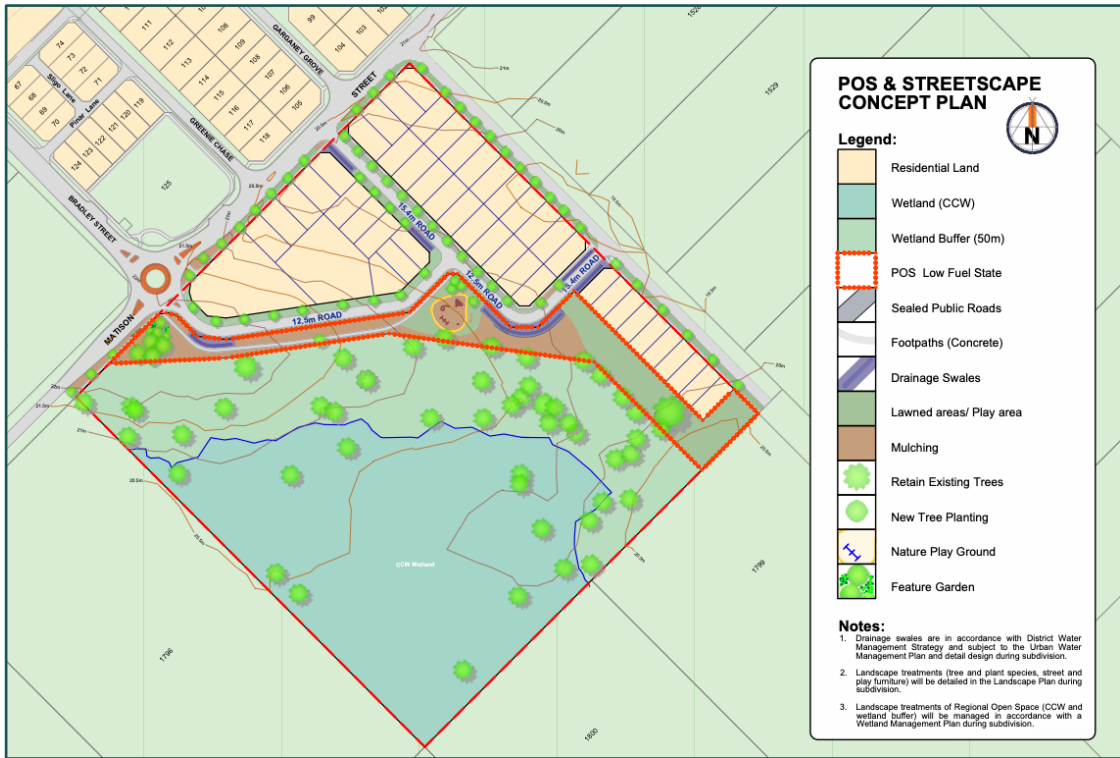 POS & STREETSCAPE
CONCEPT PLAN
N
Legend:
Residential Land
Wetland (CCW)
Wetland Buffer (50m)
POS Low Fuel State
Sealed Public Roads
Footpaths (Concrete)
Drainage Swales
Lawned areas/ Play area
Mulching
Retain Existing Trees
New Tree Planting
Nature Play Ground
Feature Garden
Notes:
1. Drainage swales are in accordance with District Water
Management Strategy and subject to the Urban Water
Management Plan and detail design during subdivision.
2. Landscape treatments (tree and plant species, street and
play furniture) will be detailed in the Landscape Plan during
subdivision.
3. Landscape treatments of Regional Open Space (CCW and
wetland buffer) will be managed in accordance with a
Wetland Management Plan during subdivision.
GARGANEY GROVE
GREENIE CHASE
BRADLEY STREET
Sligo Lane
Pinar Lane
MATISON
STREET
15.4m ROAD
12.5m ROAD
12.5m ROAD
15.4m ROAD
CCW Wetland
67
68
69
70
71
72
73
74
99
102
103
104
105
106
107
108
108
109
111
112
113
114
115
116
117
118
119
120
121
122
123
124
125
1529
1796
1799
1800
21m
20.5m